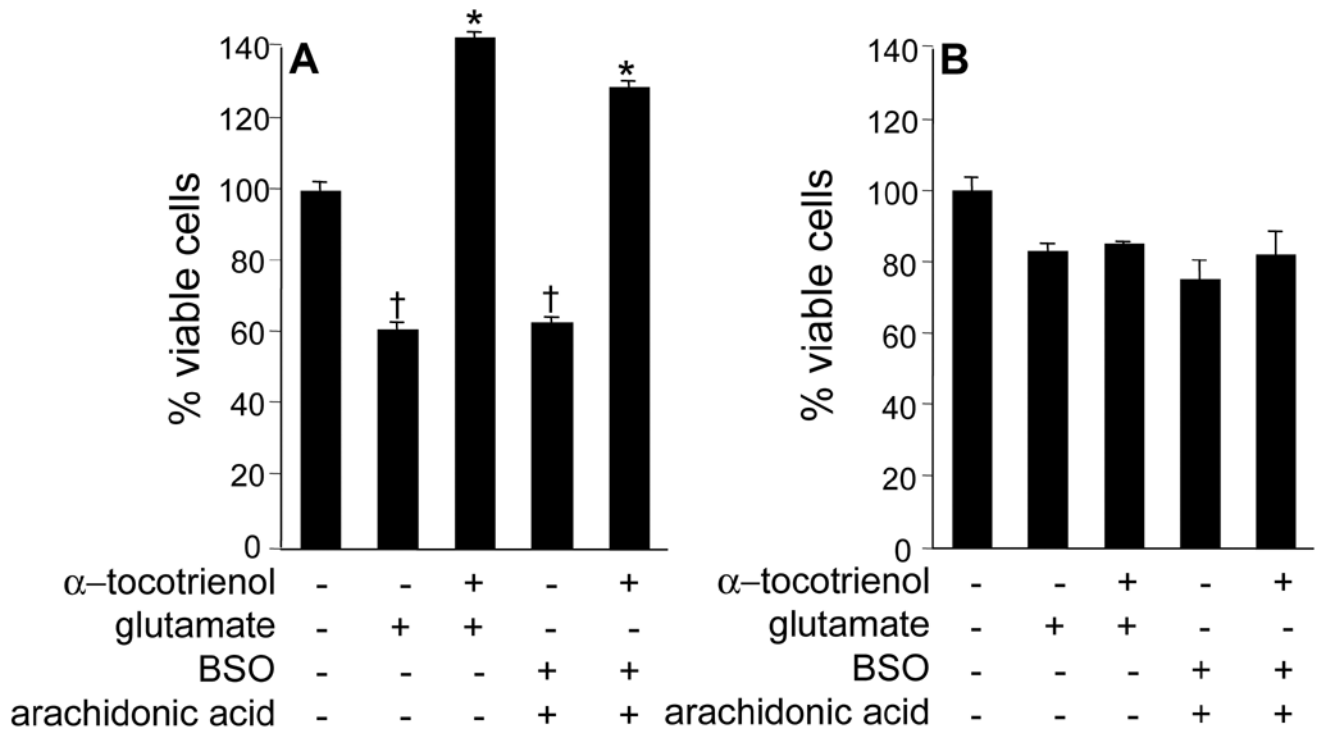 A
*
*
†
†
% viable cells
140
120
100
80
60
40
20
0
α–tocotrienol - - + - +
glutamate - + + - -
BSO - - - + +
arachidonic acid - - - + +
B
% viable cells
140
120
100
80
60
40
20
0
α–tocotrienol - - + - +
glutamate - + + - -
BSO - - - + +
arachidonic acid - - - + +